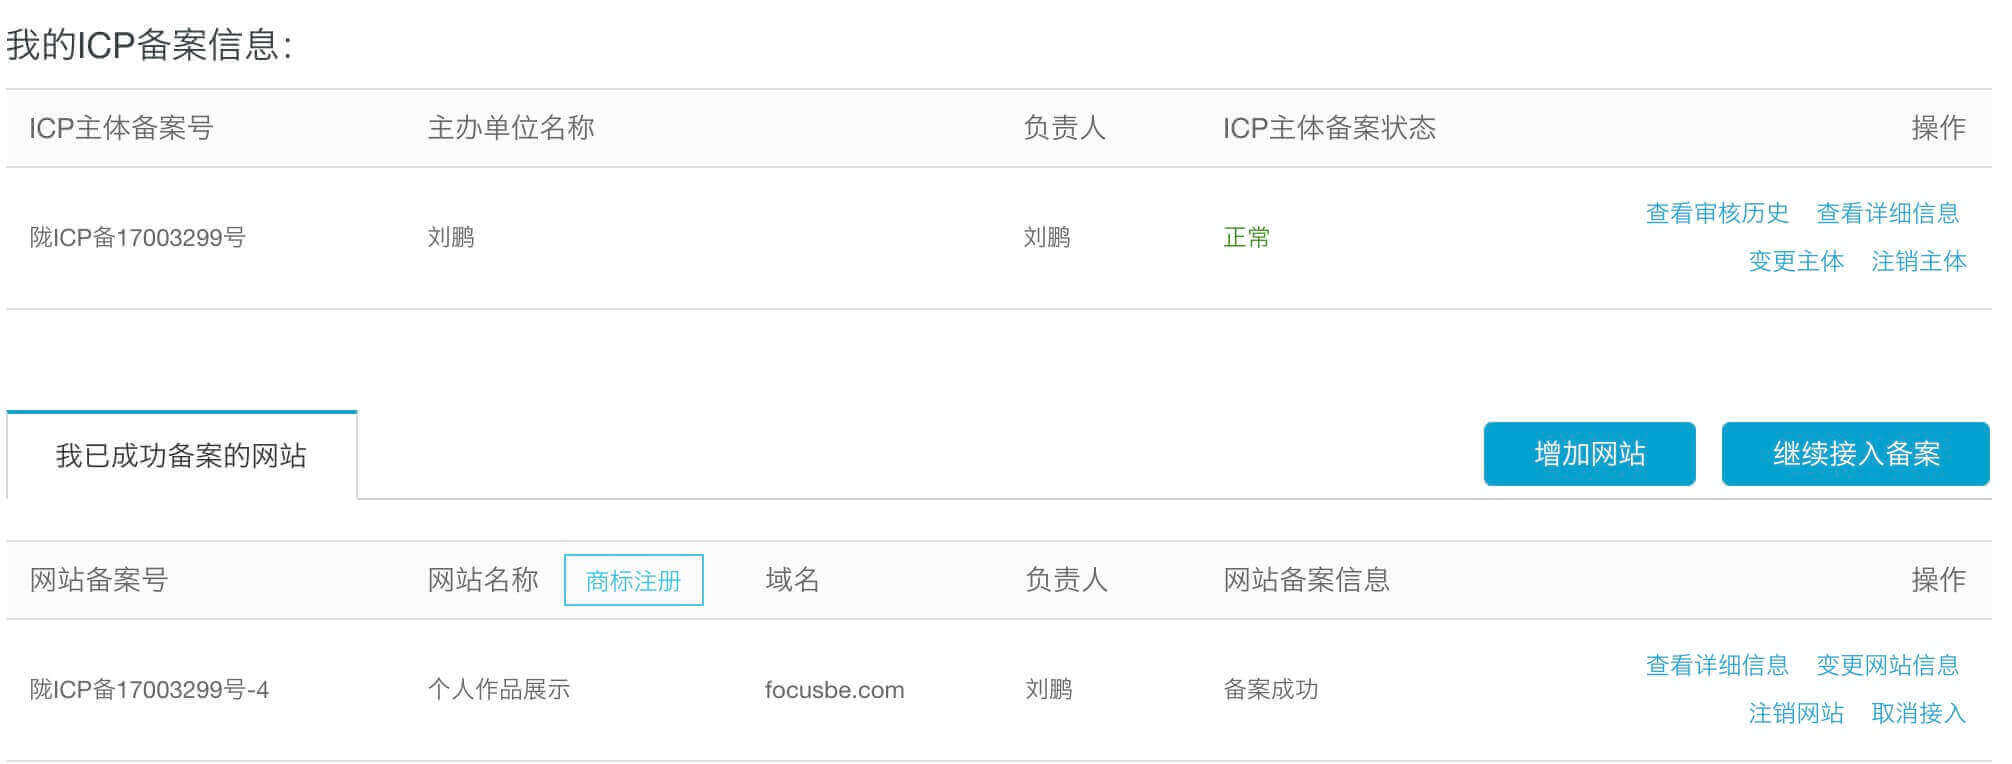 我的ICP备案信息：
ICP主体备案号 主办单位名称 负责人 ICP主体备案状态 操作
陇ICP备17003299号 刘鹏 刘鹏 正常 查看审核历史 查看详细信息
变更主体 注销主体
我已成功备案的网站 增加网站 继续接入备案
网站备案号 网站名称 商标注册 域名 负责人 网站备案信息 操作
陇ICP备17003299号-4 个人作品展示 focusbe.com 刘鹏 备案成功 查看详细信息 变更网站信息
注销网站 取消接入